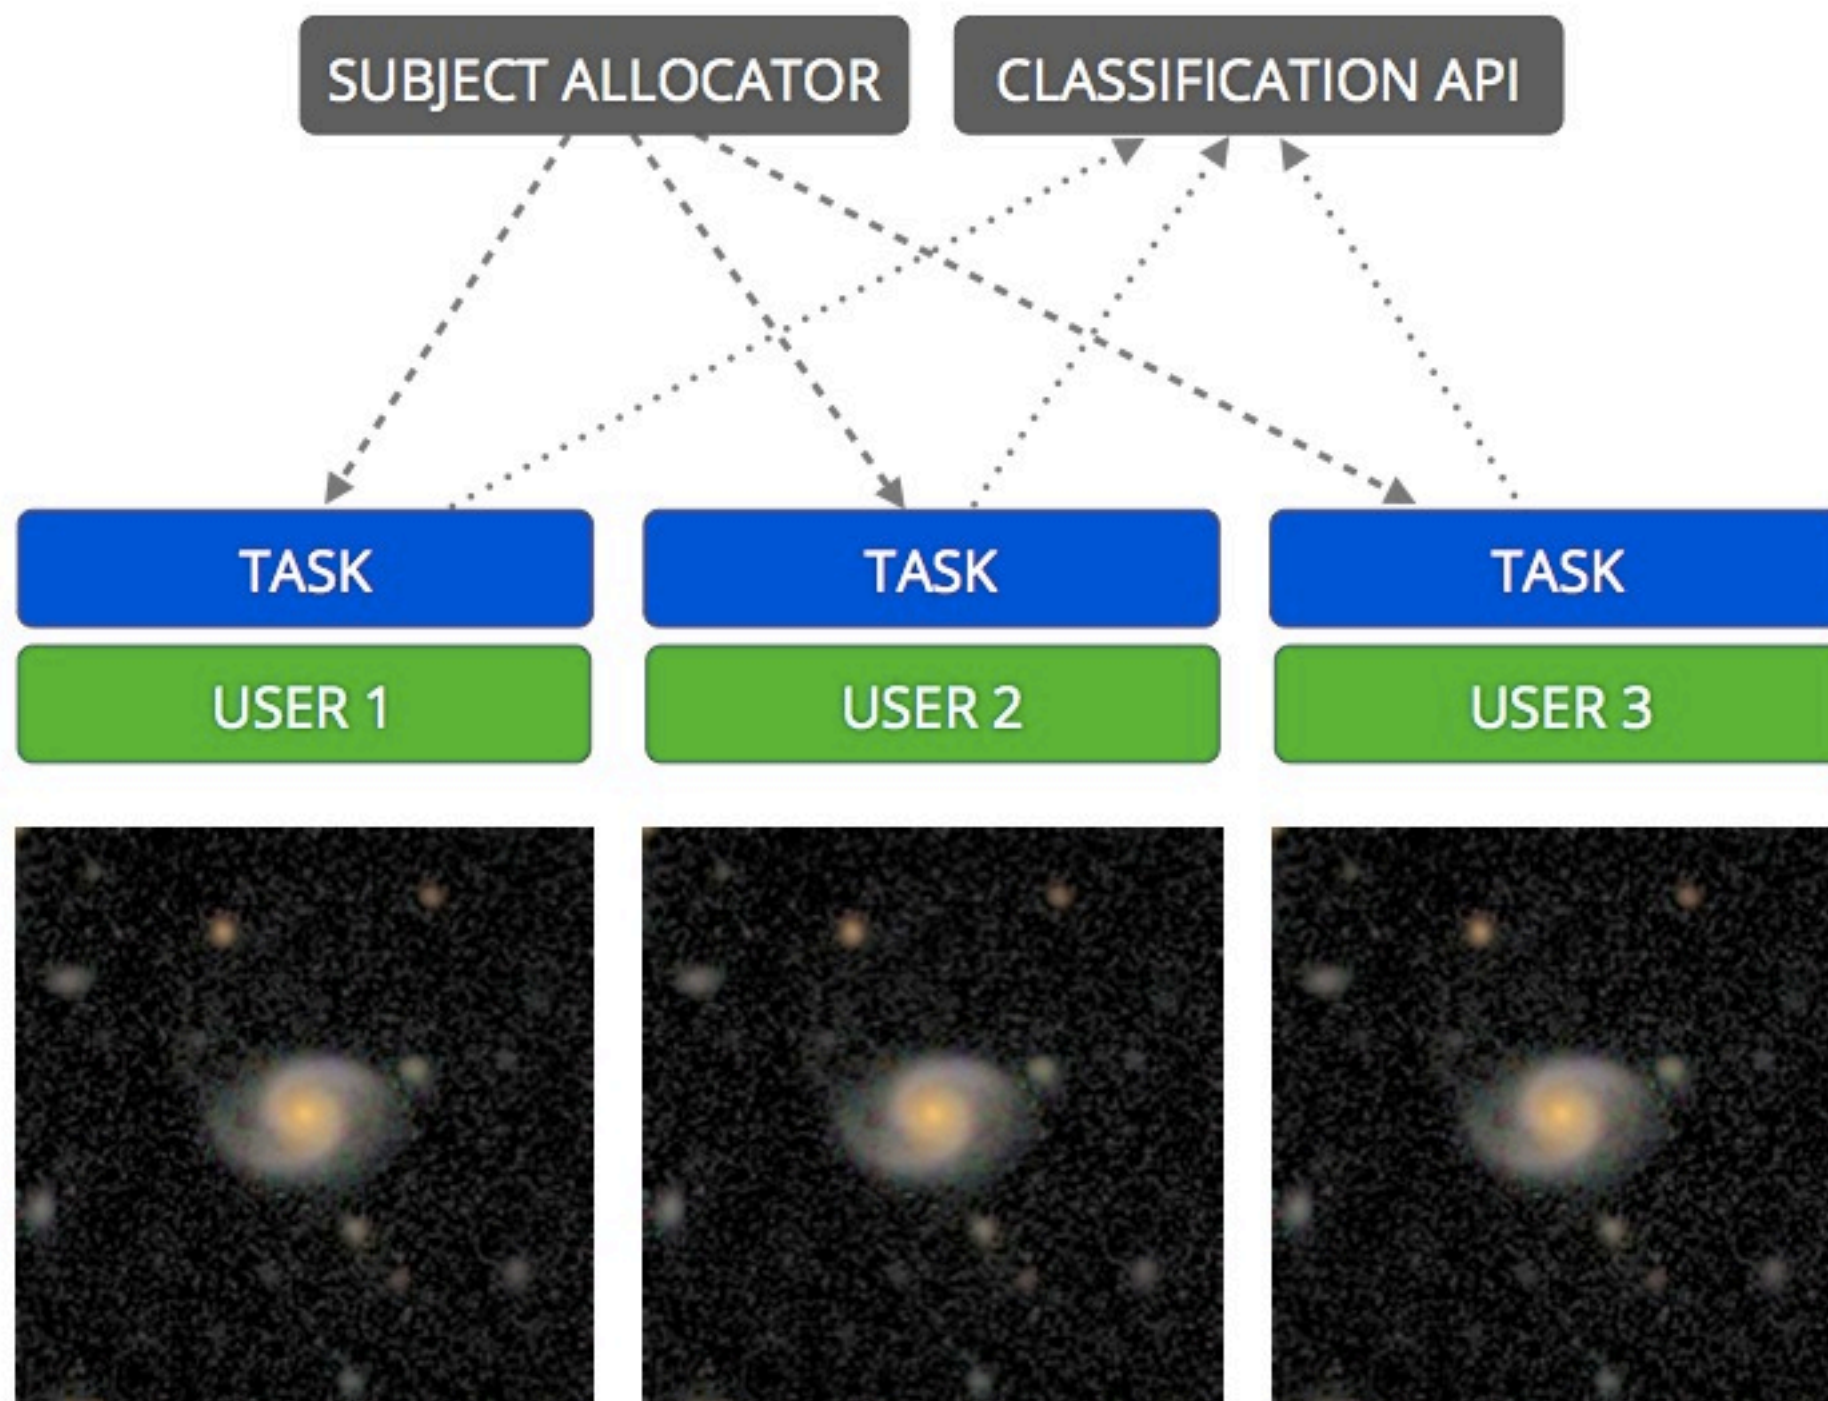 SUBJECT ALLOCATOR
CLASSIFICATION API
TASK
TASK
TASK
USER 1
USER 2
USER 3